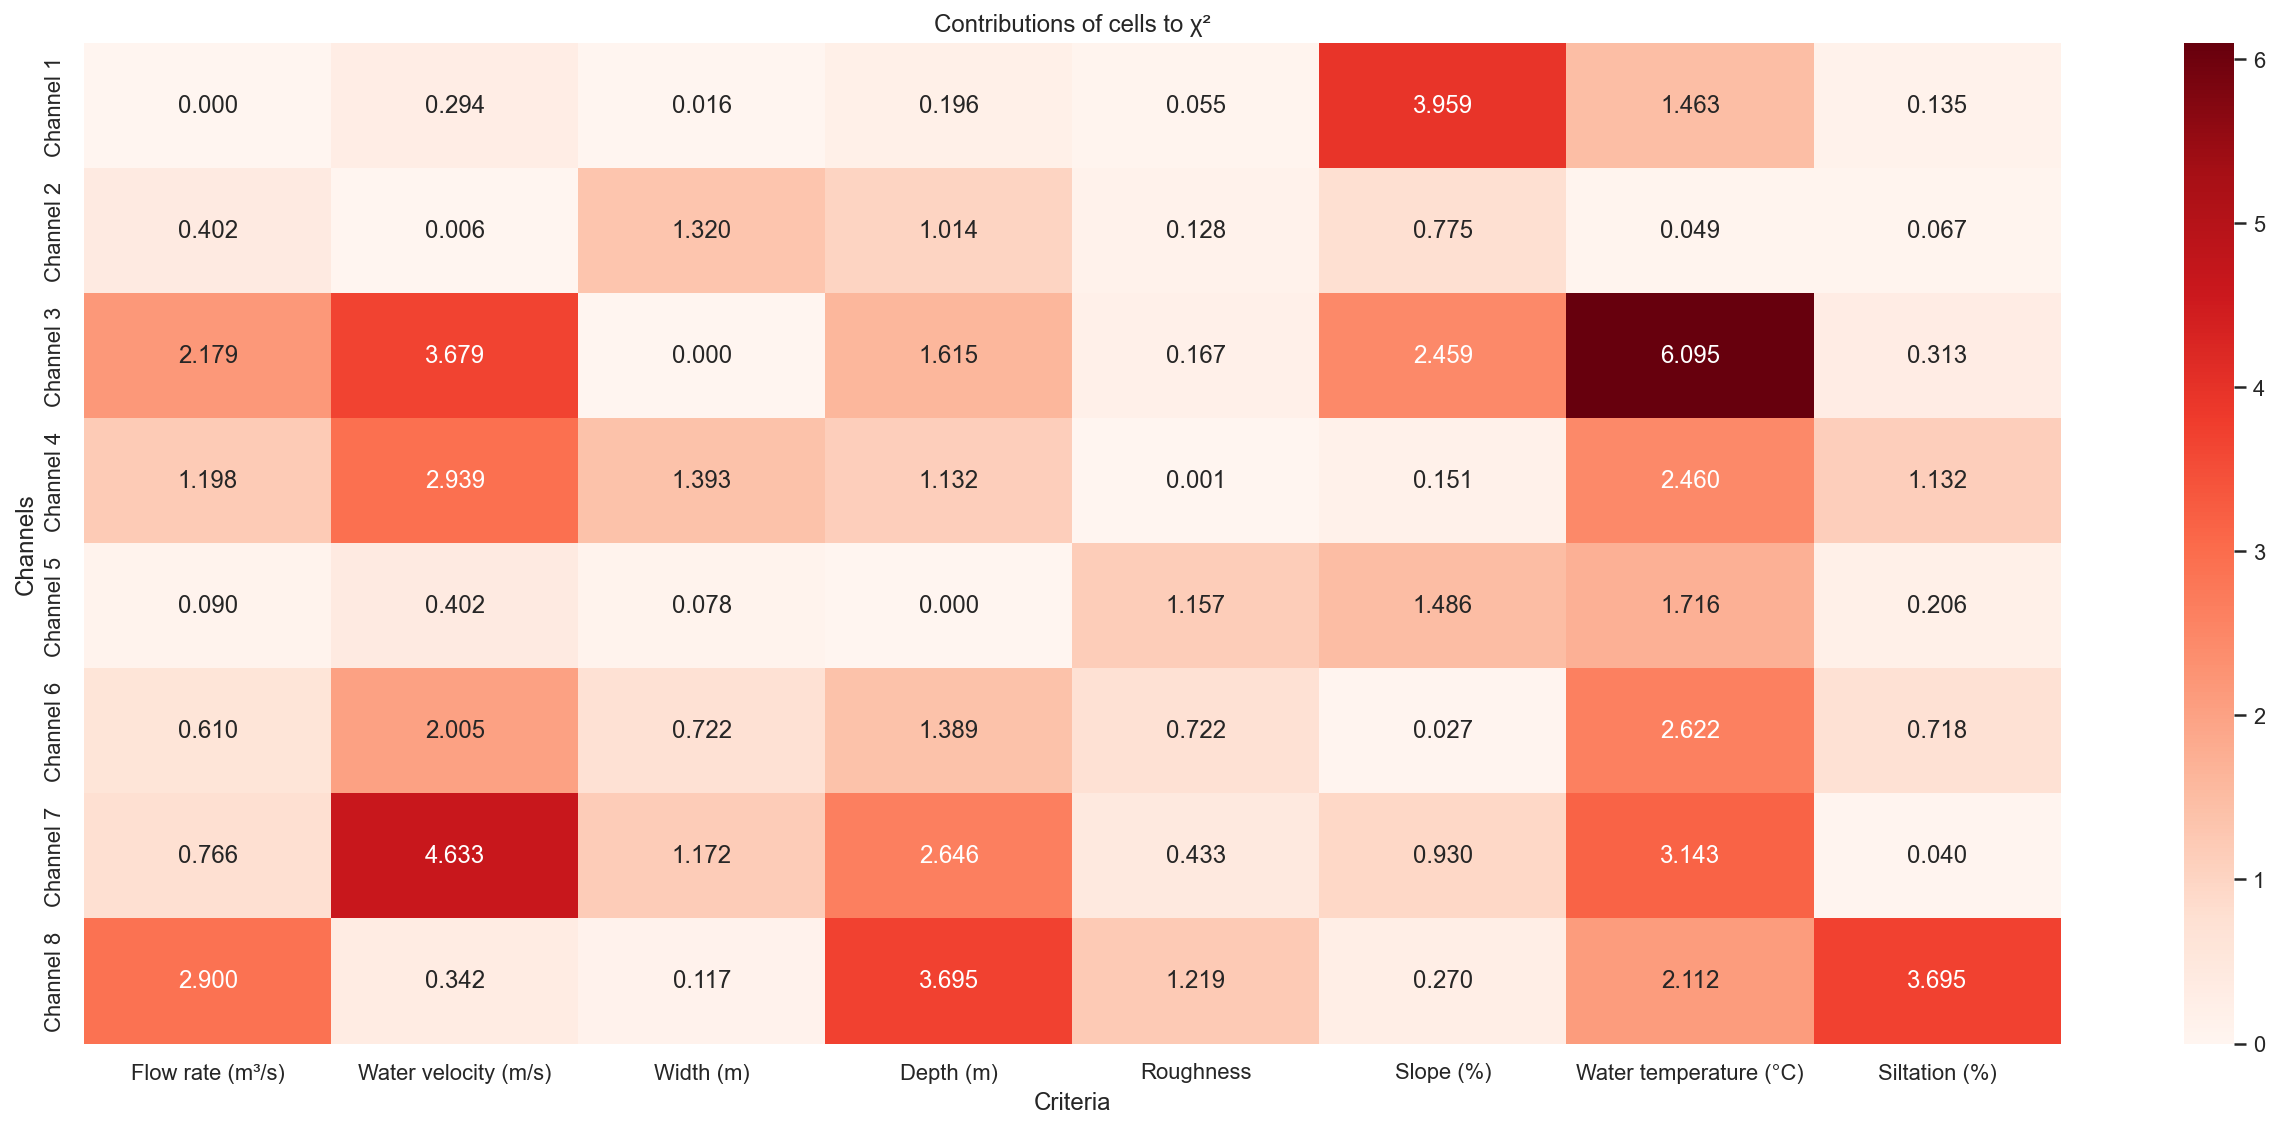 Contributions of cells to χ²
Channels
Channel 1
0.000 0.294 0.016 0.196 0.055 3.959 1.463 0.135
Channel 2
0.402 0.006 1.320 1.014 0.128 0.775 0.049 0.067
Channel 3
2.179 3.679 0.000 1.615 0.167 2.459 6.095 0.313
Channel 4
1.198 2.939 1.393 1.132 0.001 0.151 2.460 1.132
Channel 5
0.090 0.402 0.078 0.000 1.157 1.486 1.716 0.206
Channel 6
0.610 2.005 0.722 1.389 0.722 0.027 2.622 0.718
Channel 7
0.766 4.633 1.172 2.646 0.433 0.930 3.143 0.040
Channel 8
2.900 0.342 0.117 3.695 1.219 0.270 2.112 3.695
Flow rate (m³/s) Water velocity (m/s) Width (m) Depth (m) Roughness Slope (%) Water temperature (°C) Siltation (%)
Criteria
6
5
4
3
2
1
0